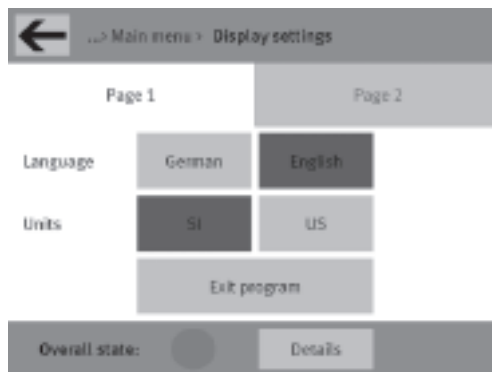 ...> Main menu > Display settings
Page 1 Page 2
Language German English
Units SI US
Exit program
Overall state: Details